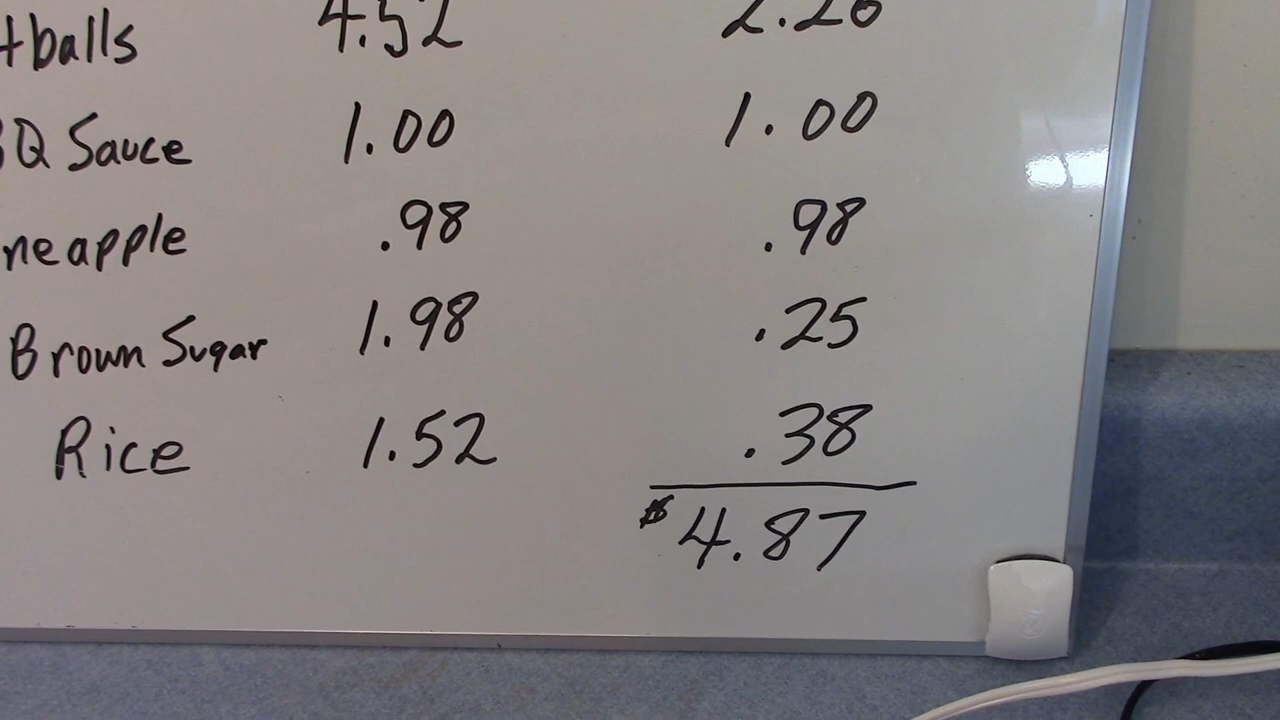 tballs 4.52 2.26
Q Sauce 1.00 1.00
neapple .98 .98
Brown Sugar 1.98 .25
Rice 1.52 .38
$4.87